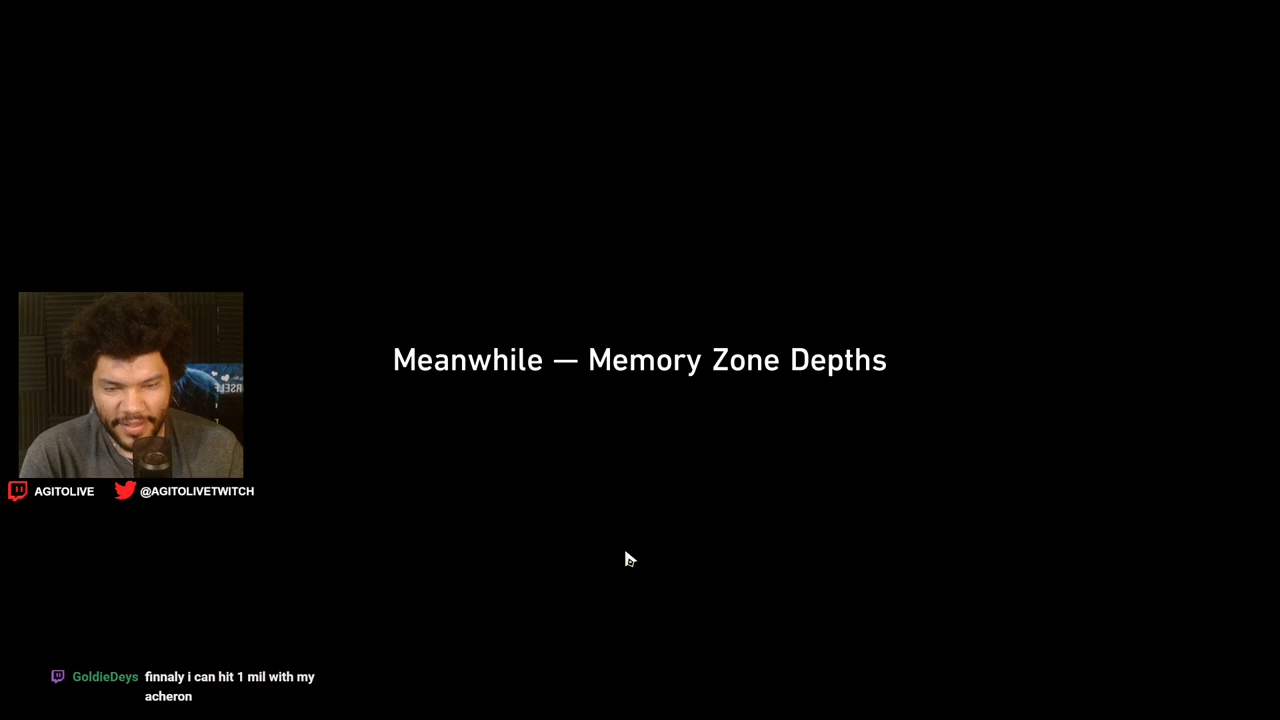 Meanwhile — Memory Zone Depths
AGITOLIVE @AGITOLIVETWITCH
GoldieDeys finnaly i can hit 1 mil with my
acheron